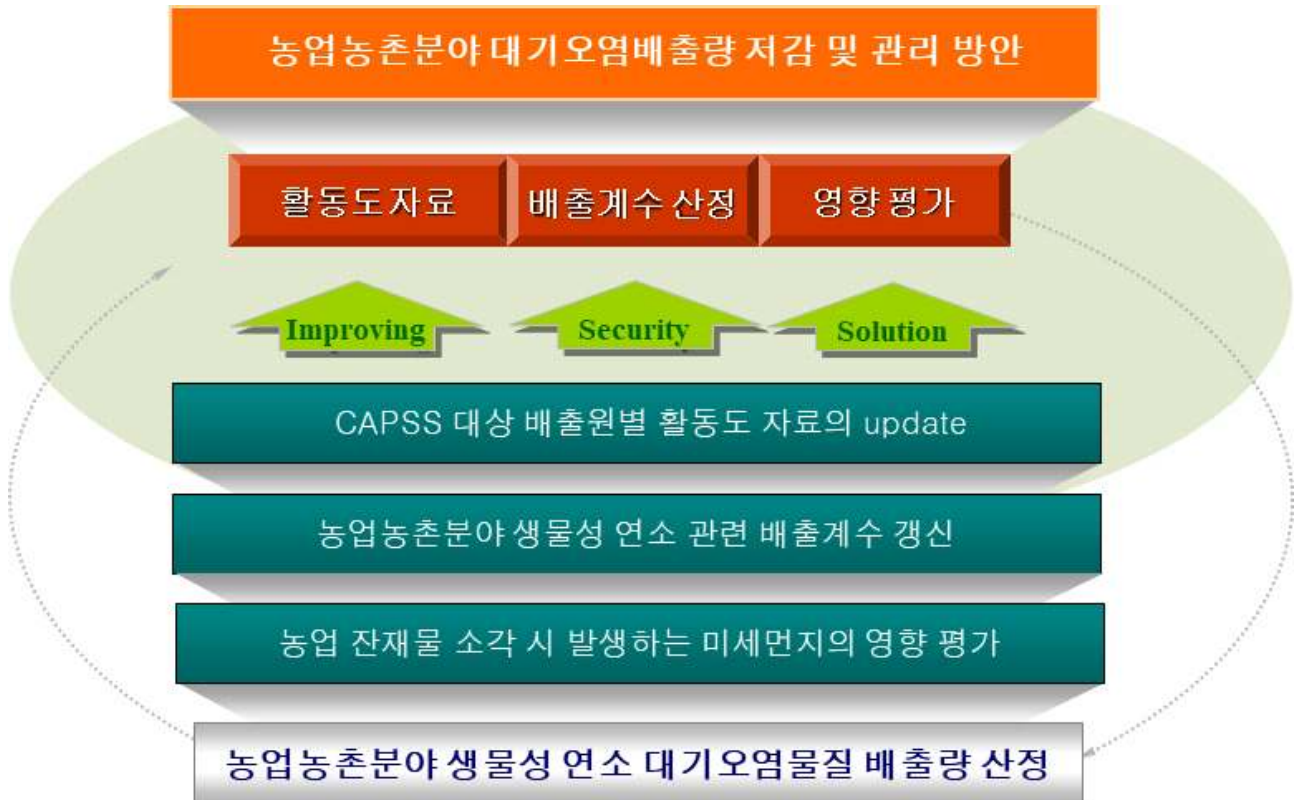 농업농촌분야 대기오염배출량 저감 및 관리 방안
활동도자료 배출계수 산정 영향 평가
Improving Security Solution
CAPSS 대상 배출원별 활동도 자료의 update
농업농촌분야 생물성 연소 관련 배출계수 갱신
농업 잔재물 소각 시 발생하는 미세먼지의 영향 평가
농업농촌분야 생물성 연소 대기오염물질 배출량 산정